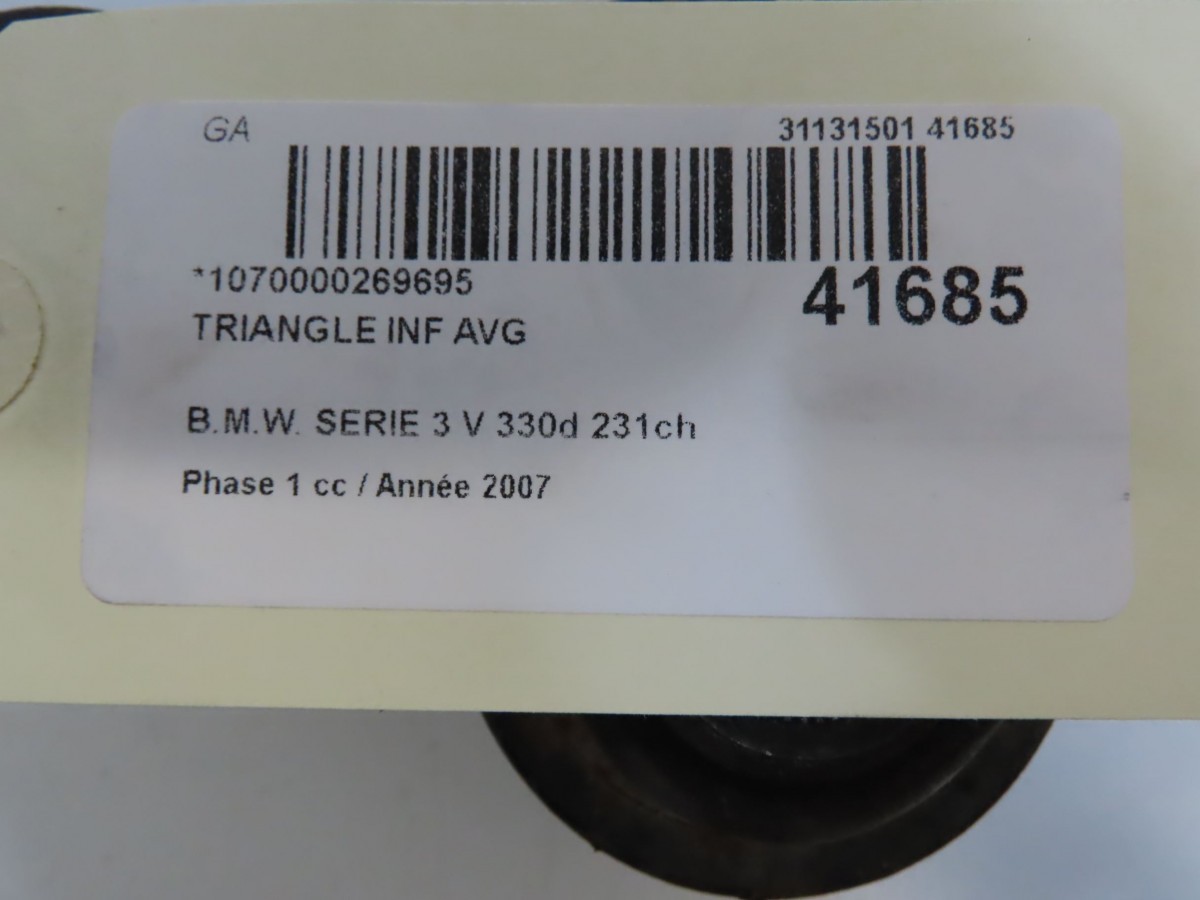 GA 31131501 41685
*1070000269695 41685
TRIANGLE INF AVG
B.M.W. SERIE 3 V 330d 231ch
Phase 1 cc / Année 2007